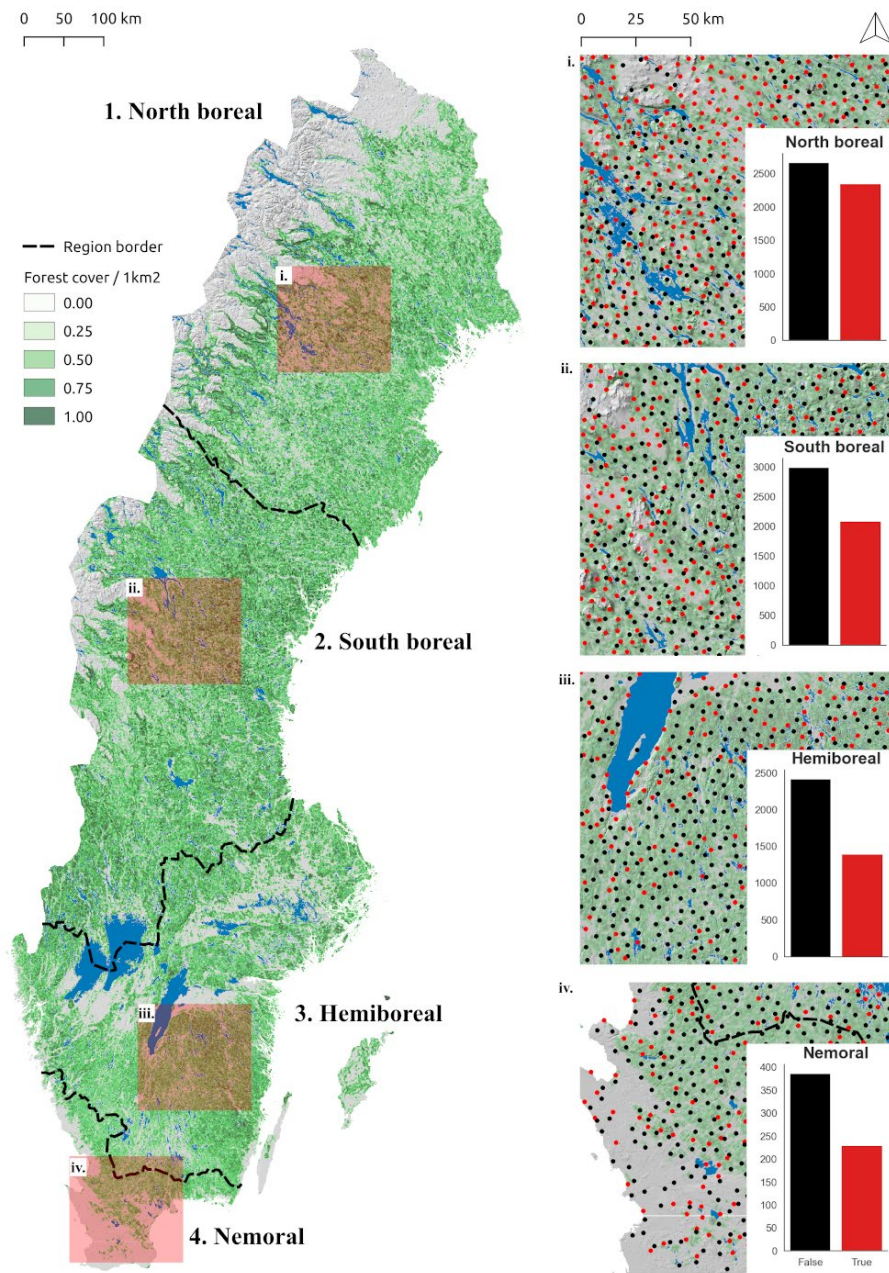 0 50 100 km
1. North boreal
Region border
Forest cover / 1km2
0.00
0.25
0.50
0.75
1.00
i.
ii.
2. South boreal
iii.
3. Hemiboreal
iv.
4. Nemoral
0 25 50 km
i.
North boreal
2500
2000
1500
1000
500
0
ii.
South boreal
3000
2500
2000
1500
1000
500
0
iii.
Hemiboreal
2500
2000
1500
1000
500
0
iv.
Nemoral
400
350
300
250
200
150
100
50
0
False True